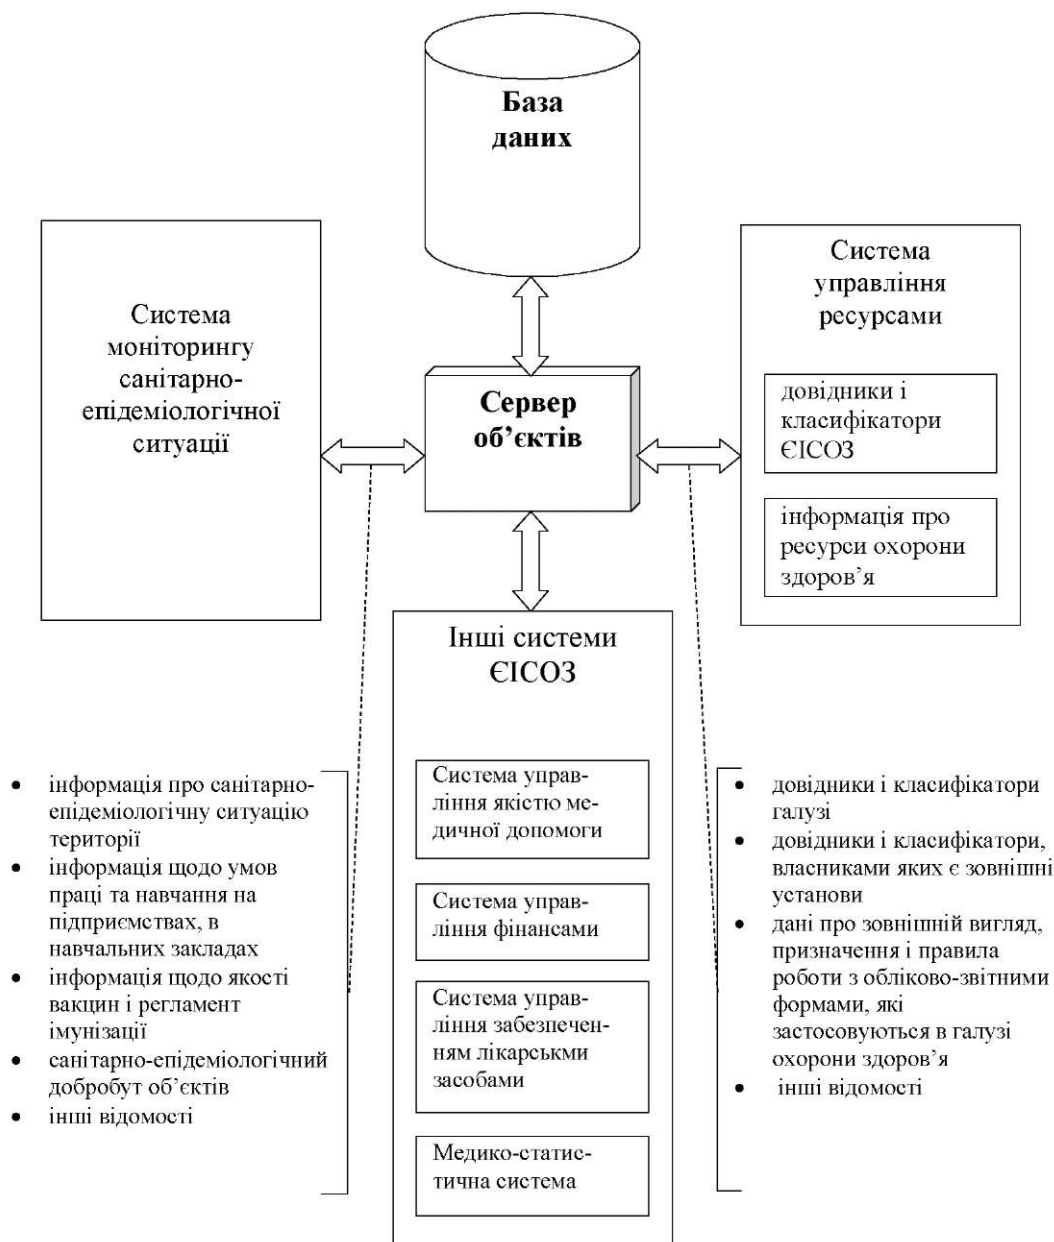 База
даних
Система
моніторингу
санітарно-
епідеміологічної
ситуації
Сервер
об’єктів
Система
управління
ресурсами
довідники і
класифікатори
ЄІСОЗ
інформація про
ресурси охорони
здоров’я
Інші системи
ЄІСОЗ
Система управ-
ління якістю ме-
дичної допомоги
Система управ-
ління фінансами
Система управ-
ління забезпечен-
ням лікарськми
засобами
Медико-статис-
тична система
• інформація про санітарно-
епідеміологічну ситуацію
території
• інформація щодо умов
праці та навчання на
підприємствах, в
навчальних закладах
• інформація щодо якості
вакцин і регламент
імунізації
• санітарно-епідеміологічний
добробут об’єктів
• інші відомості
• довідники і класифікатори
галузі
• довідники і класифікатори,
власниками яких є зовнішні
установи
• дані про зовнішній вигляд,
призначення і правила
роботи з обліково-звітними
формами, які
застосовуються в галузі
охорони здоров’я
• інші відомості